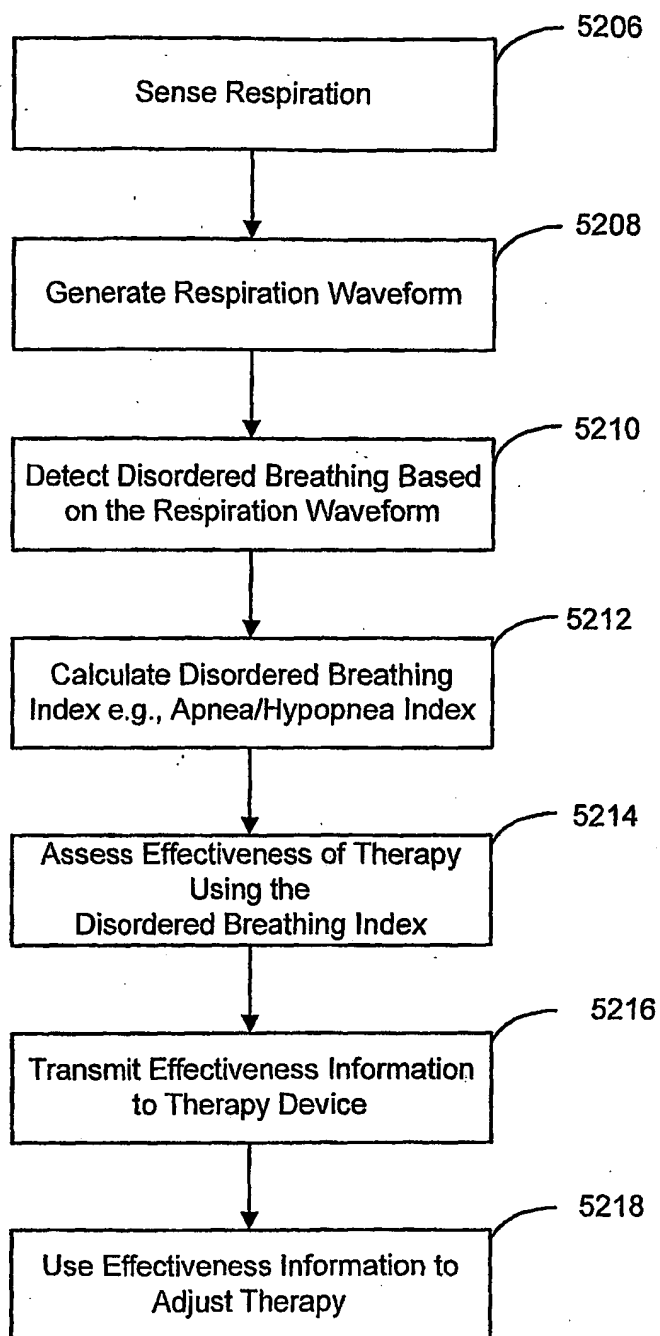 5206
Sense Respiration
5208
Generate Respiration Waveform
5210
Detect Disordered Breathing Based
on the Respiration Waveform
5212
Calculate Disordered Breathing
Index e.g., Apnea/Hypopnea Index
5214
Assess Effectiveness of Therapy
Using the
Disordered Breathing Index
5216
Transmit Effectiveness Information
to Therapy Device
5218
Use Effectiveness Information to
Adjust Therapy